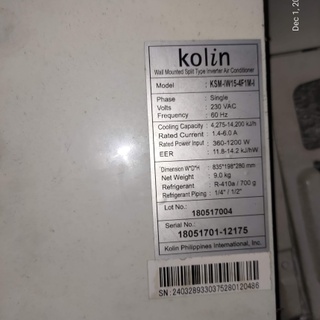 Dec 1, 20
kolin
Wall Mounted Split Type Inverter Air Conditioner
Model KSM-IW15-4F1M-I
Phase : Single
Volts : 230 VAC
Frequency : 60 Hz
Cooling Capacity : 4,275-14,200 kJ/h
Rated Current : 1.4-6.0 A
Rated Power Input : 360-1200 W
EER : 11.8-14.2 kJ/hW
Dimension W*D*H : 835*198*280 mm
Net Weight : 9.0 kg
Refrigerant : R-410a / 700 g
Refrigerant Piping : 1/4" / 1/2"
Lot No.:
180517004
Serial No.:
18051701-12175
Kolin Philippines International, Inc.
SN: 2403289330375280120486